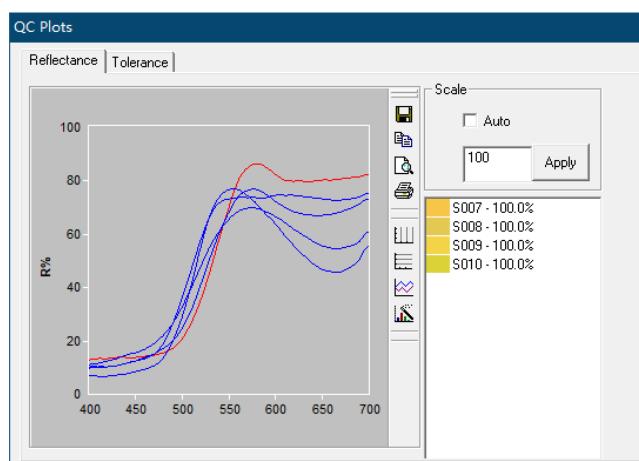 QC Plots
Reflectance
Tolerance
Scale
Auto
100
Apply
S007 - 100.0%
S008 - 100.0%
S009 - 100.0%
S010 - 100.0%
R%
100
80
60
40
20
0
400 450 500 550 600 650 700